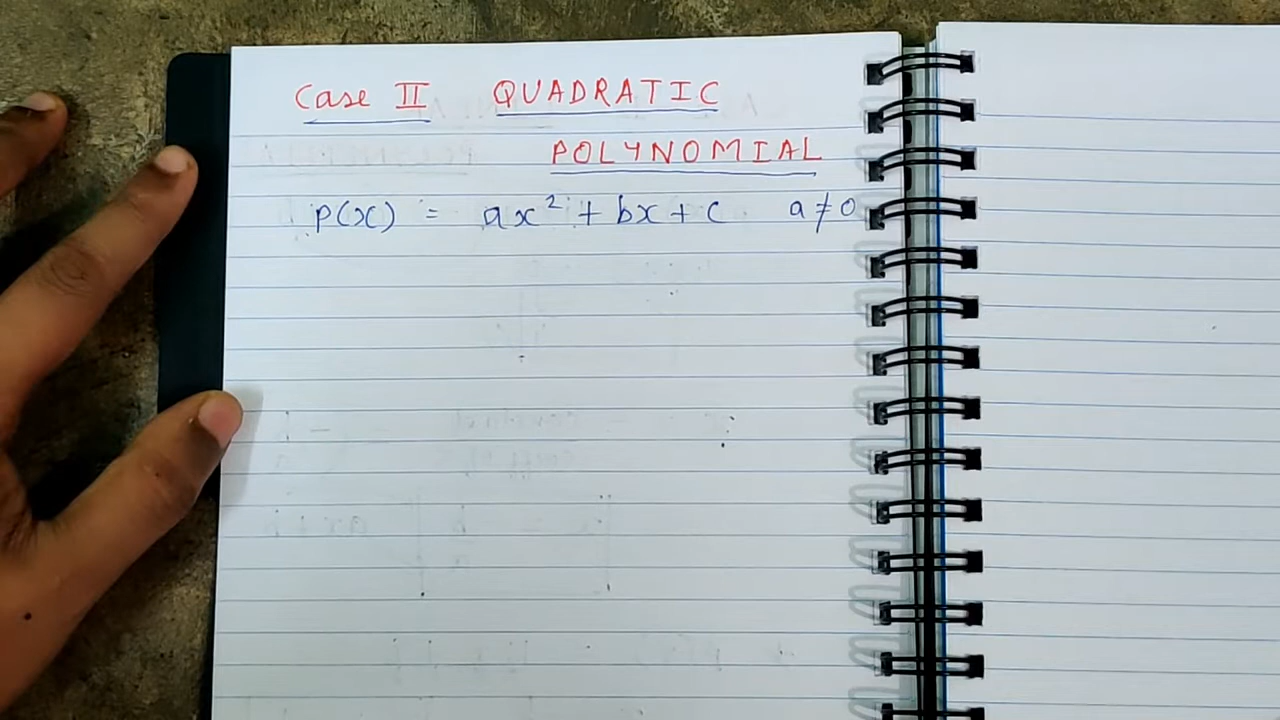 Case II QUADRATIC
POLYNOMIAL
p(x) = ax² + bx + c a ≠ 0